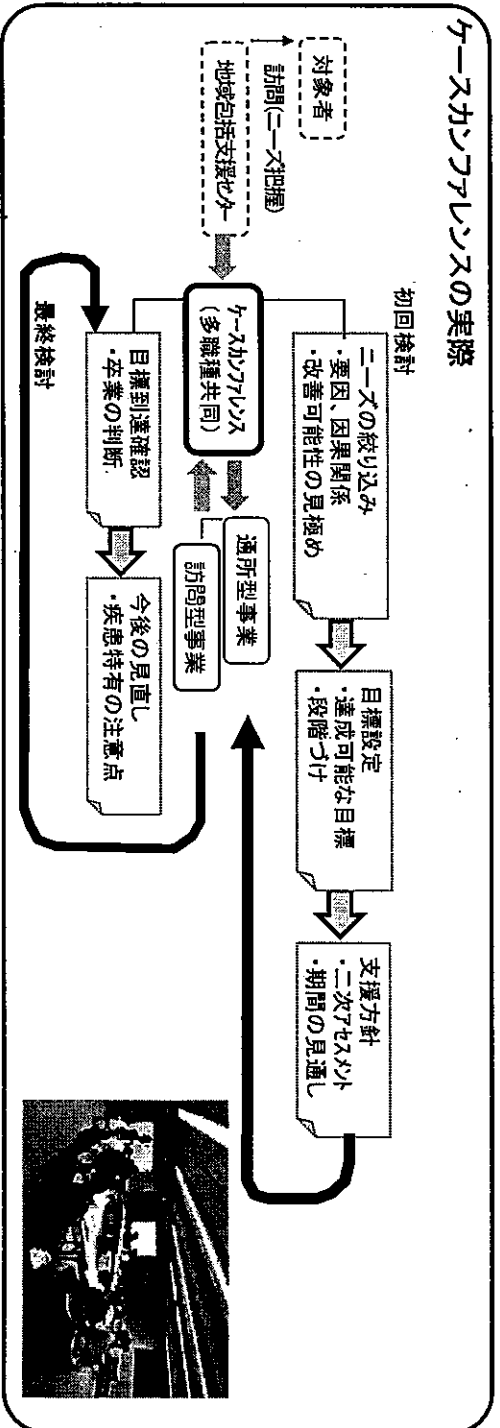 ケースカンファレンスの実際
対象者
訪問(ニーズ把握)
地域包括支援センター
ケースカンファレンス
(多職種共同)
初回検討
ニーズの絞り込み
・要因、因果関係
・改善可能性の見極め
目標設定
・達成可能な目標
・段階づけ
支援方針
・二次アセスメント
・期間の見通し
通所型事業
訪問型事業
目標到達確認
・卒業の判断
今後の見直し
・疾患特有の注意点
最終検討